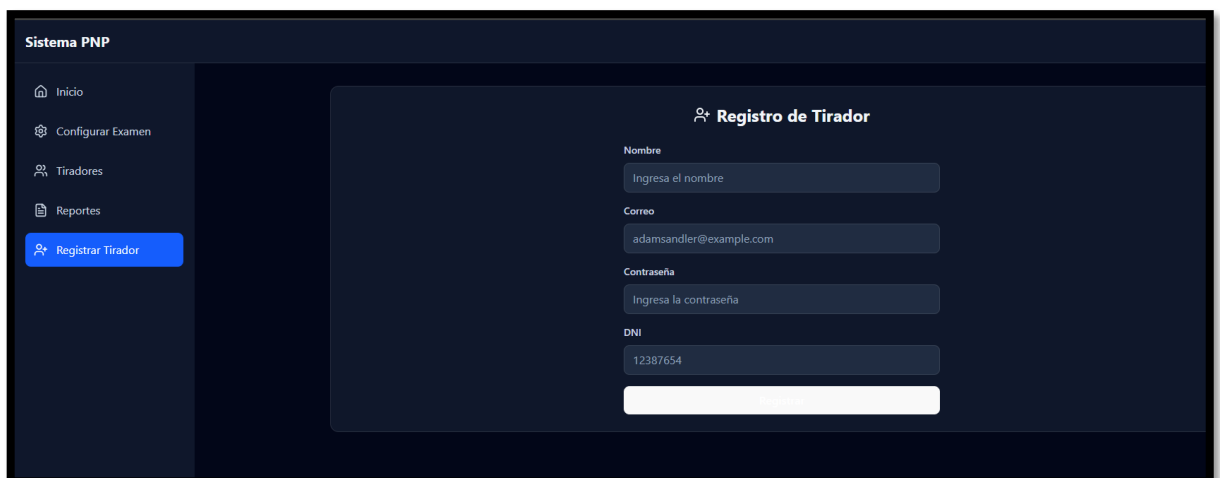 Sistema PNP
Inicio
Configurar Examen
Tiradores
Reportes
Registrar Tirador
Registro de Tirador
Nombre
Ingresa el nombre
Correo
adamsandler@example.com
Contraseña
Ingresa la contraseña
DNI
12387654